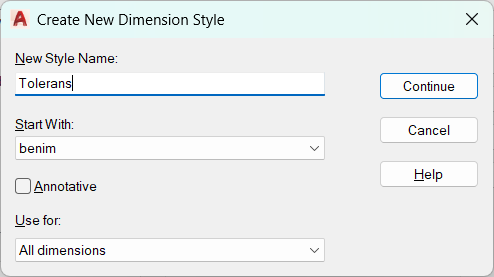 Create New Dimension Style
New Style Name:
Tolerans
Continue
Start With:
Cancel
benim
Help
Annotative
Use for:
All dimensions